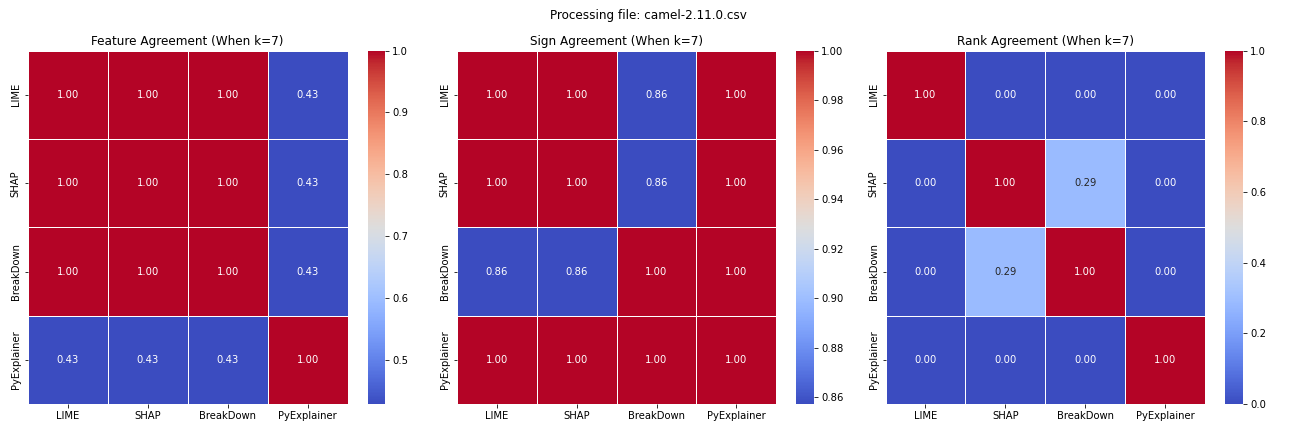 Processing file: camel-2.11.0.csv
Feature Agreement (When k=7)
LIME
SHAP
BreakDown
PyExplainer
1.00 1.00 1.00 0.43
1.00 1.00 1.00 0.43
1.00 1.00 1.00 0.43
0.43 0.43 0.43 1.00
LIME SHAP BreakDown PyExplainer
1.0
0.9
0.8
0.7
0.6
0.5
Sign Agreement (When k=7)
LIME
SHAP
BreakDown
PyExplainer
1.00 1.00 0.86 1.00
1.00 1.00 0.86 1.00
0.86 0.86 1.00 1.00
1.00 1.00 1.00 1.00
LIME SHAP BreakDown PyExplainer
1.00
0.98
0.96
0.94
0.92
0.90
0.88
0.86
Rank Agreement (When k=7)
LIME
SHAP
BreakDown
PyExplainer
1.00 0.00 0.00 0.00
0.00 1.00 0.29 0.00
0.00 0.29 1.00 0.00
0.00 0.00 0.00 1.00
LIME SHAP BreakDown PyExplainer
1.0
0.8
0.6
0.4
0.2
0.0